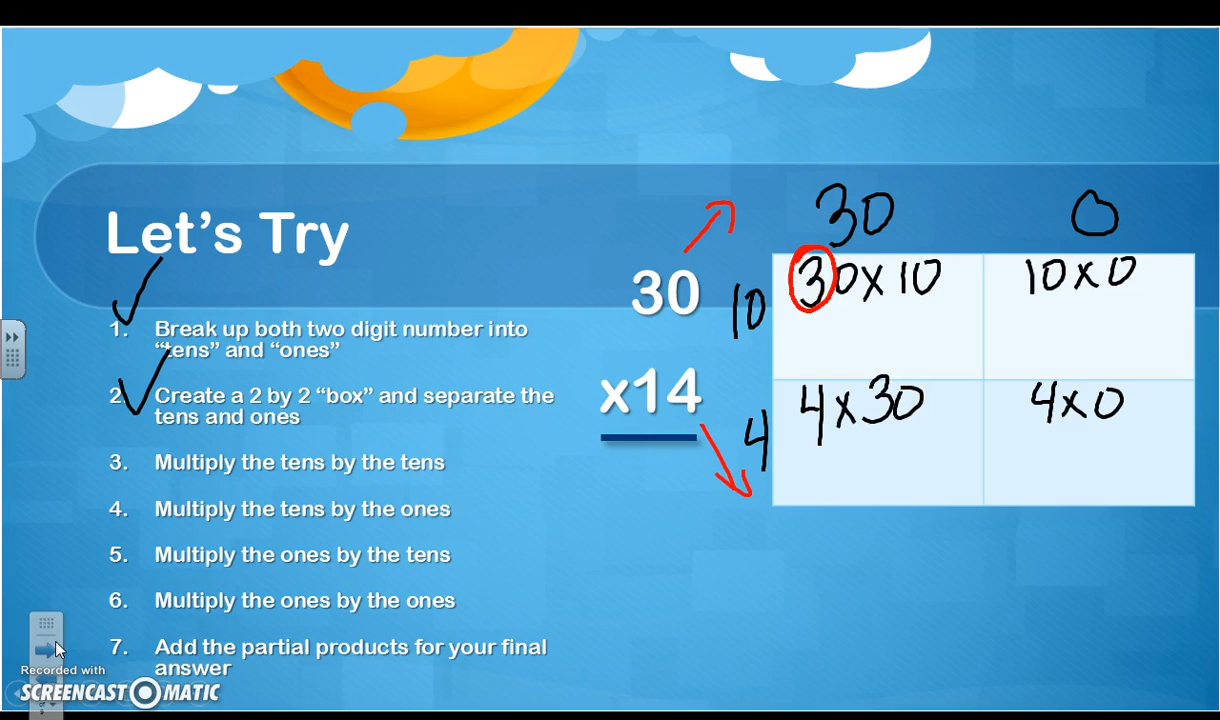 Let's Try
1. Break up both two digit number into
"tens" and "ones"
2. Create a 2 by 2 "box" and separate the
tens and ones
3. Multiply the tens by the tens
4. Multiply the tens by the ones
5. Multiply the ones by the tens
6. Multiply the ones by the ones
7. Add the partial products for your final
answer
30
x14
30 0
10 30x10 10x0
4 4x30 4x0
Recorded with
SCREENCAST-O-MATIC